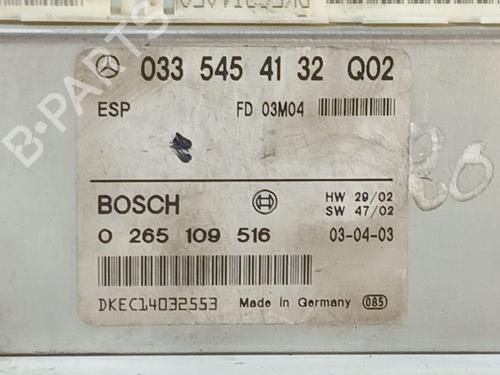 033 545 41 32 Q02
ESP FD 03M04
BOSCH HW 29/02
SW 47/02
0 265 109 516 03-04-03
DKEC14032553 Made in Germany 085
20
B-PARTS